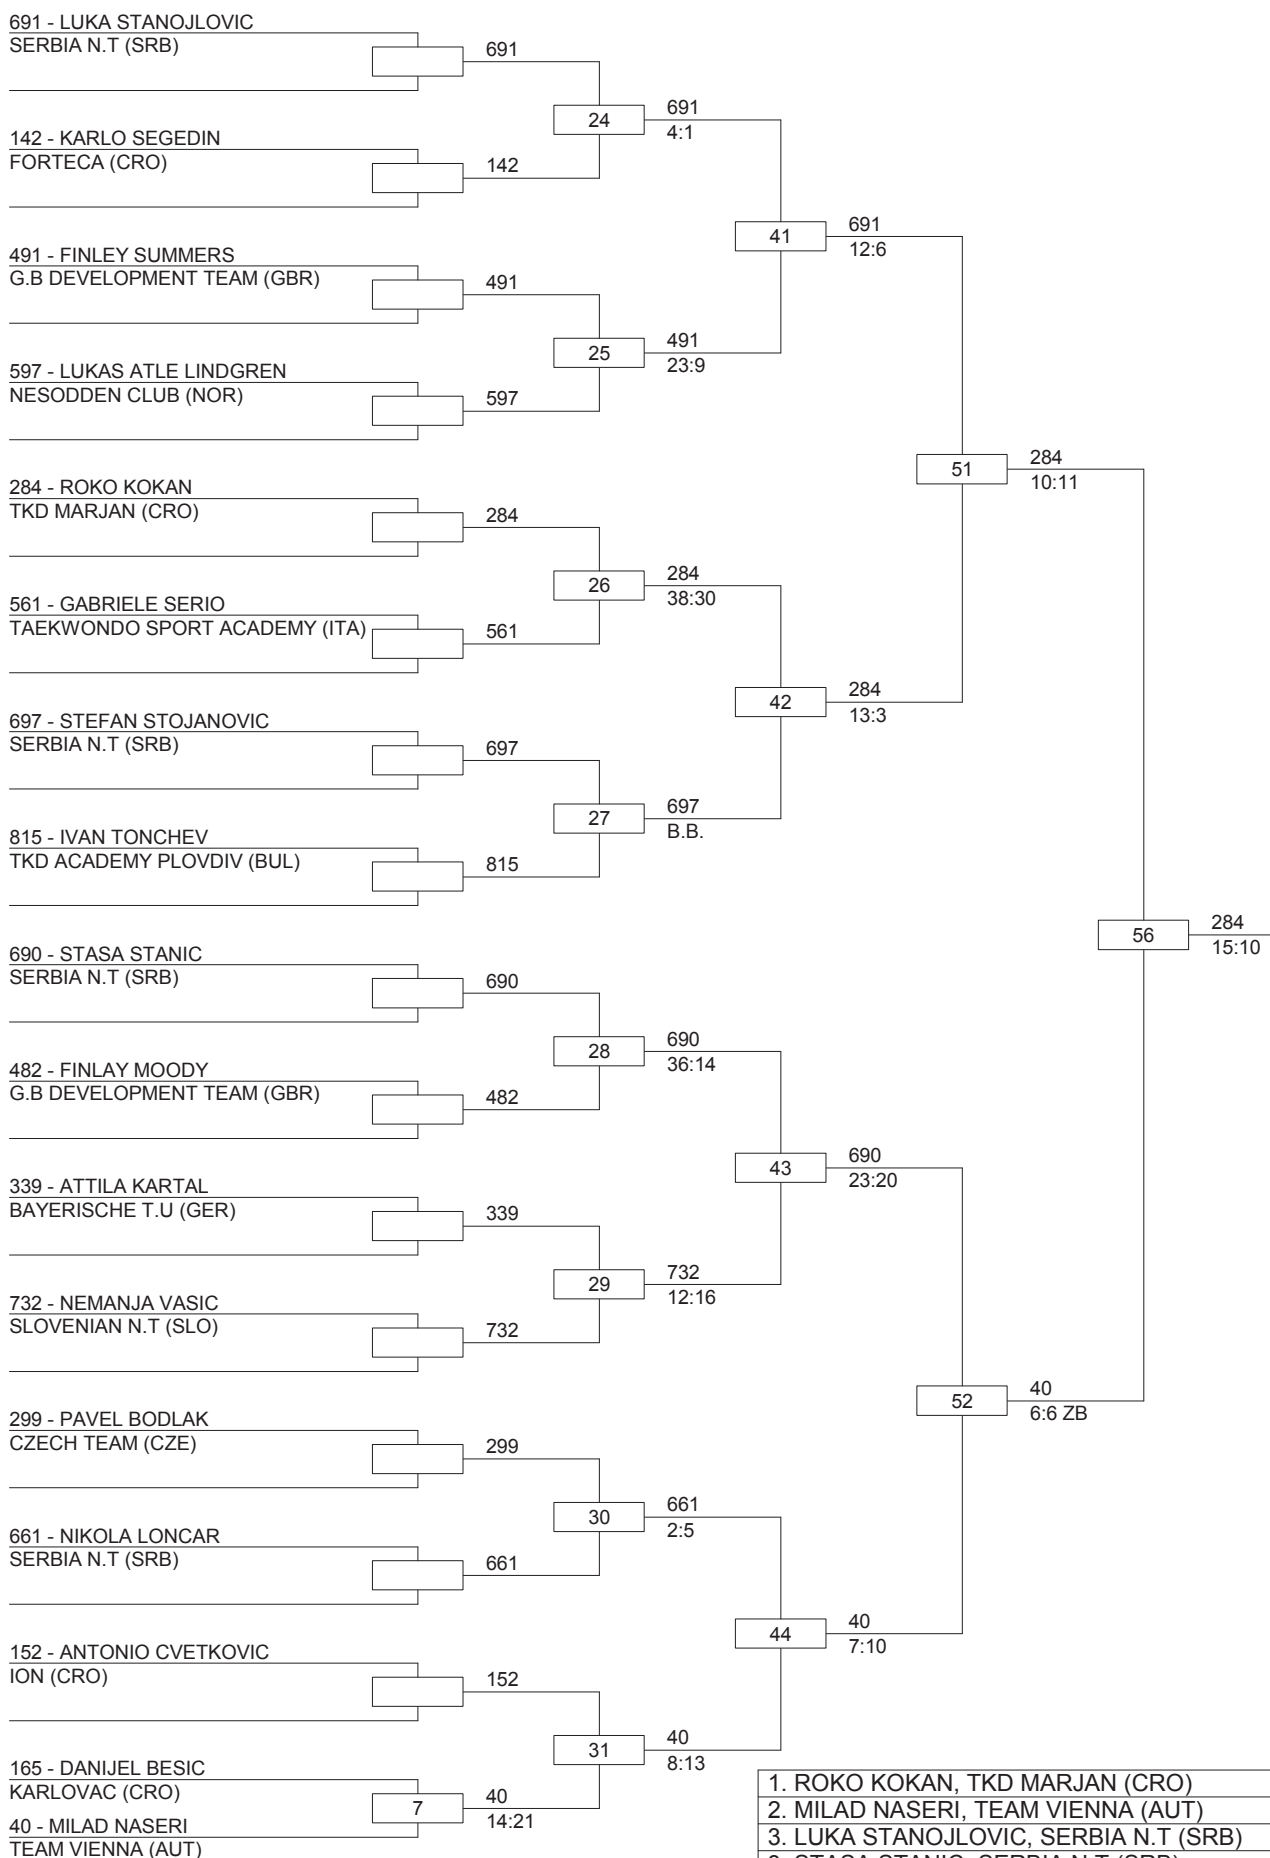 691 - LUKA STANOJLOVIC
SERBIA N.T (SRB)
691
24
691
4:1
142 - KARLO SEGEDIN
FORTECA (CRO)
142
41
691
12:6
491 - FINLEY SUMMERS
G.B DEVELOPMENT TEAM (GBR)
491
25
491
23:9
597 - LUKAS ATLE LINDGREN
NESODDEN CLUB (NOR)
597
51
284
10:11
284 - ROKO KOKAN
TKD MARJAN (CRO)
284
26
284
38:30
561 - GABRIELE SERIO
TAEKWONDO SPORT ACADEMY (ITA)
561
42
284
13:3
697 - STEFAN STOJANOVIC
SERBIA N.T (SRB)
697
27
697
B.B.
815 - IVAN TONCHEV
TKD ACADEMY PLOVDIV (BUL)
815
56
284
15:10
690 - STASA STANIC
SERBIA N.T (SRB)
690
28
690
36:14
482 - FINLAY MOODY
G.B DEVELOPMENT TEAM (GBR)
482
43
690
23:20
339 - ATTILA KARTAL
BAYERISCHE T.U (GER)
339
29
732
12:16
732 - NEMANJA VASIC
SLOVENIAN N.T (SLO)
732
52
40
6:6 ZB
299 - PAVEL BODLAK
CZECH TEAM (CZE)
299
30
661
2:5
661 - NIKOLA LONCAR
SERBIA N.T (SRB)
661
44
40
7:10
152 - ANTONIO CVETKOVIC
ION (CRO)
152
31
40
8:13
165 - DANIJEL BESIC
KARLOVAC (CRO)
7
40
14:21
40 - MILAD NASERI
TEAM VIENNA (AUT)
1. ROKO KOKAN, TKD MARJAN (CRO)
2. MILAD NASERI, TEAM VIENNA (AUT)
3. LUKA STANOJLOVIC, SERBIA N.T (SRB)
3. STASA STANIC, SERBIA N.T (SRB)